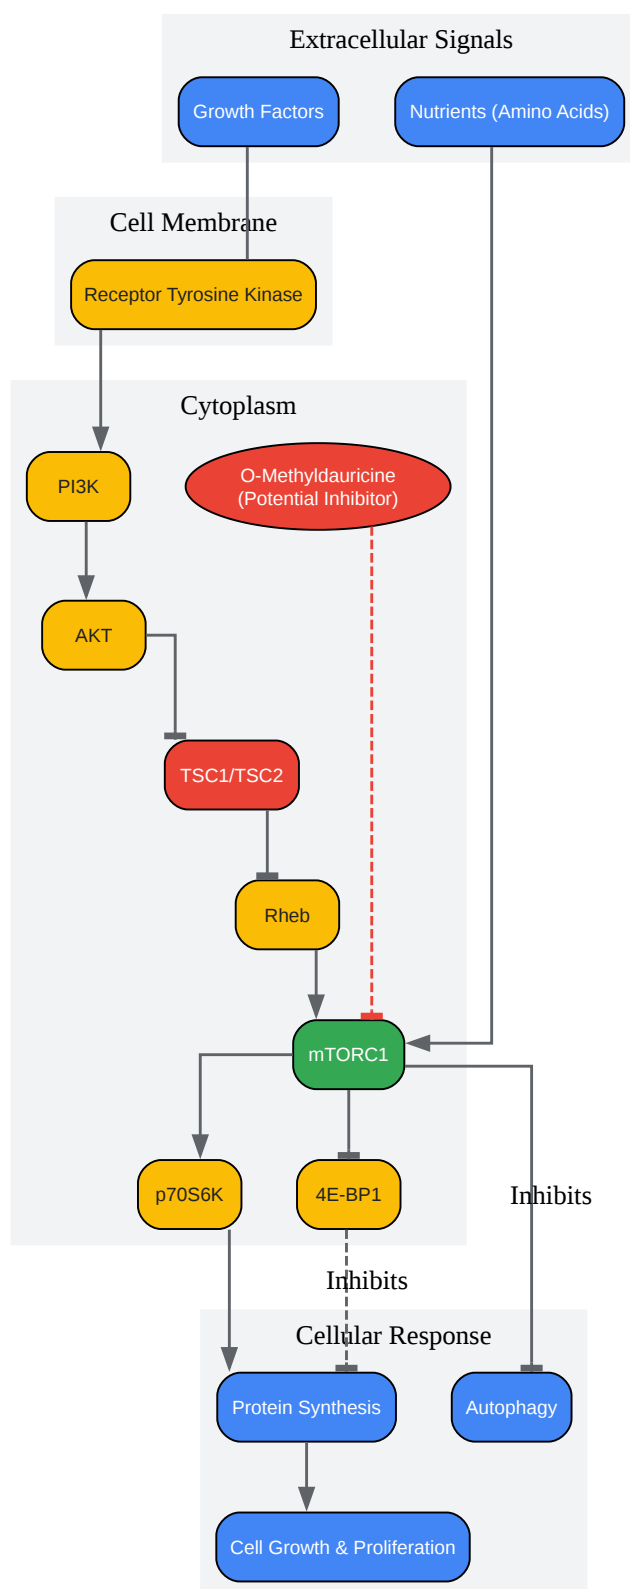 Extracellular Signals
Growth Factors
Nutrients (Amino Acids)
Cell Membrane
Receptor Tyrosine Kinase
Cytoplasm
PI3K
O-Methyldauricine
(Potential Inhibitor)
AKT
TSC1/TSC2
Rheb
mTORC1
p70S6K
4E-BP1
Inhibits
Inhibits
Cellular Response
Protein Synthesis
Autophagy
Cell Growth & Proliferation